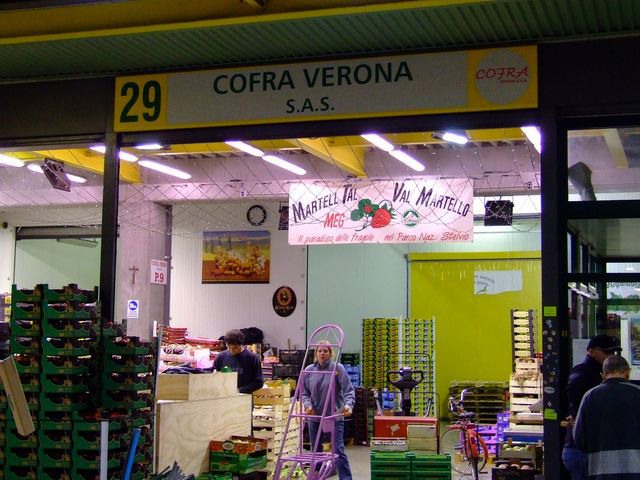 29
COFRA VERONA
S.A.S.
COFRA
MARTELL TAL
VAL MARTELLO
MEG
Il paradiso delle fragole nel Parco Naz. Stelvio
P.9